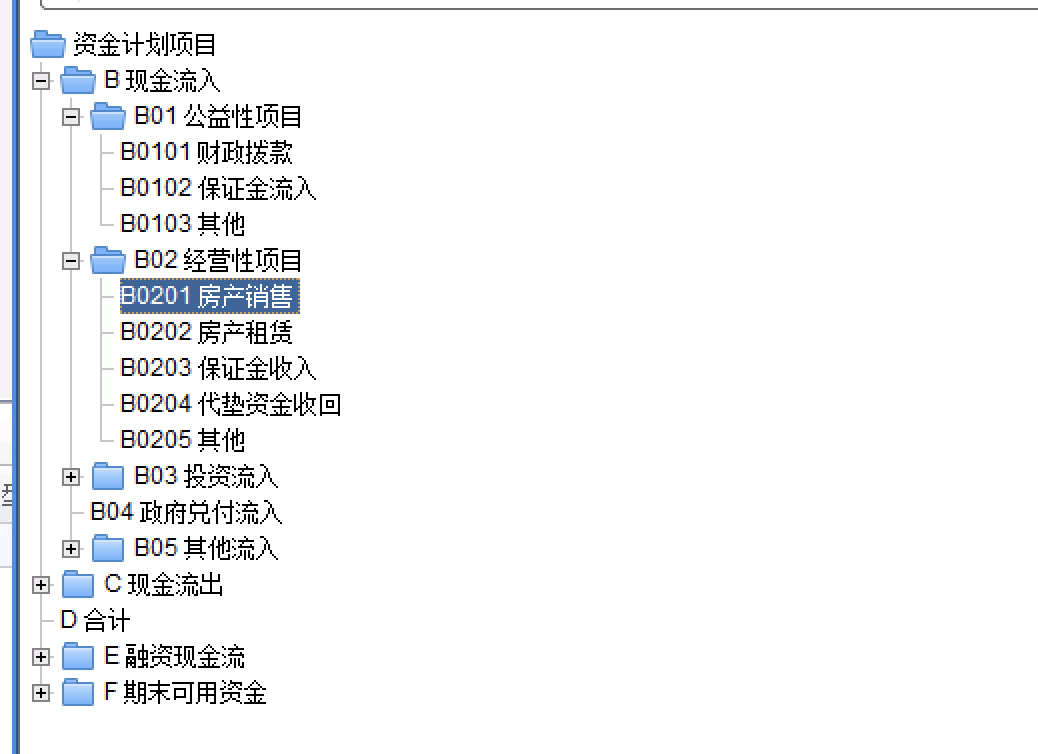 资金计划项目
B 现金流入
B01 公益性项目
B0101 财政拨款
B0102 保证金流入
B0103 其他
B02 经营性项目
B0201 房产销售
B0202 房产租赁
B0203 保证金收入
B0204 代垫资金收回
B0205 其他
B03 投资流入
B04 政府兑付流入
B05 其他流入
C 现金流出
D 合计
E 融资现金流
F 期末可用资金